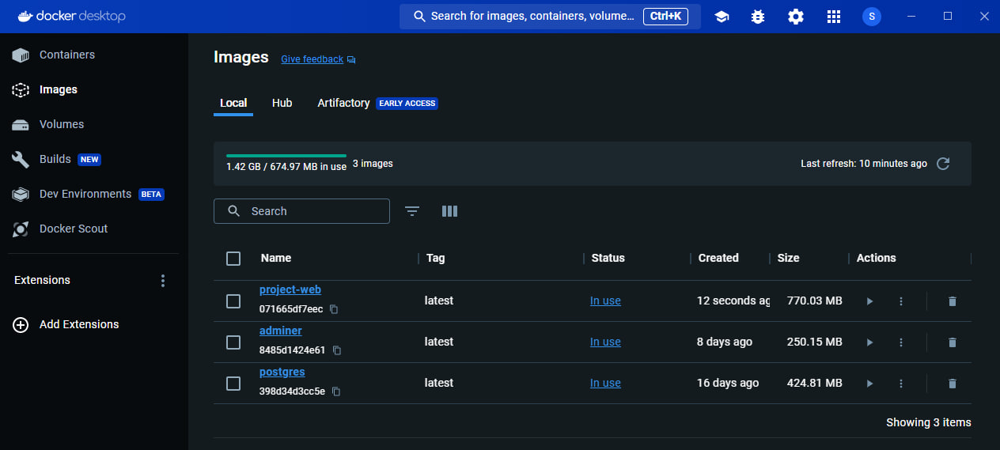 docker desktop
Search for images, containers, volume... Ctrl+K
S
Containers
Images
Volumes
Builds NEW
Dev Environments BETA
Docker Scout
Extensions
Add Extensions
Images Give feedback
Local Hub Artifactory EARLY ACCESS
1.42 GB / 674.97 MB in use 3 images Last refresh: 10 minutes ago
Search
Name Tag Status Created Size Actions
project-web
071665df7eec
latest In use 12 seconds ag 770.03 MB
adminer
8485d1424e61
latest In use 8 days ago 250.15 MB
postgres
398d34d3cc5e
latest In use 16 days ago 424.81 MB
Showing 3 items